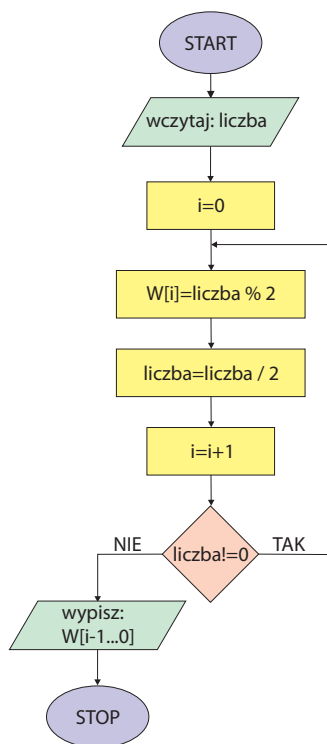 START
wczytaj: liczba
i=0
W[i]=liczba % 2
liczba=liczba / 2
i=i+1
liczba!=0
NIE
TAK
wypisz:
W[i-1...0]
STOP